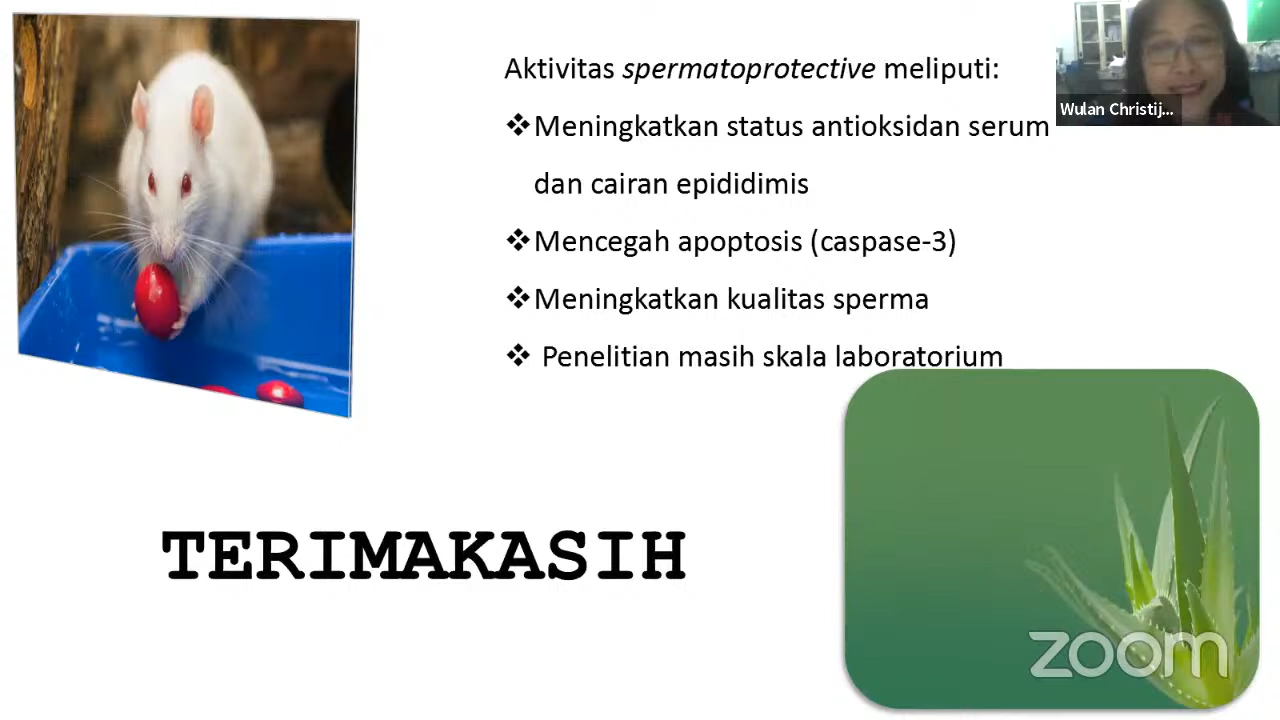 Aktivitas spermatoprotective meliputi:
❖Meningkatkan status antioksidan serum
dan cairan epididimis
❖Mencegah apoptosis (caspase-3)
❖Meningkatkan kualitas sperma
❖ Penelitian masih skala laboratorium
Wulan Christij...
TERIMAKASIH
zoom